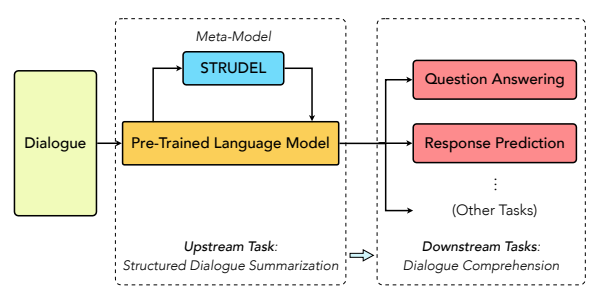 Meta-Model
STRUDEL
Dialogue
Pre-Trained Language Model
Upstream Task:
Structured Dialogue Summarization
Question Answering
Response Prediction
(Other Tasks)
Downstream Tasks:
Dialogue Comprehension